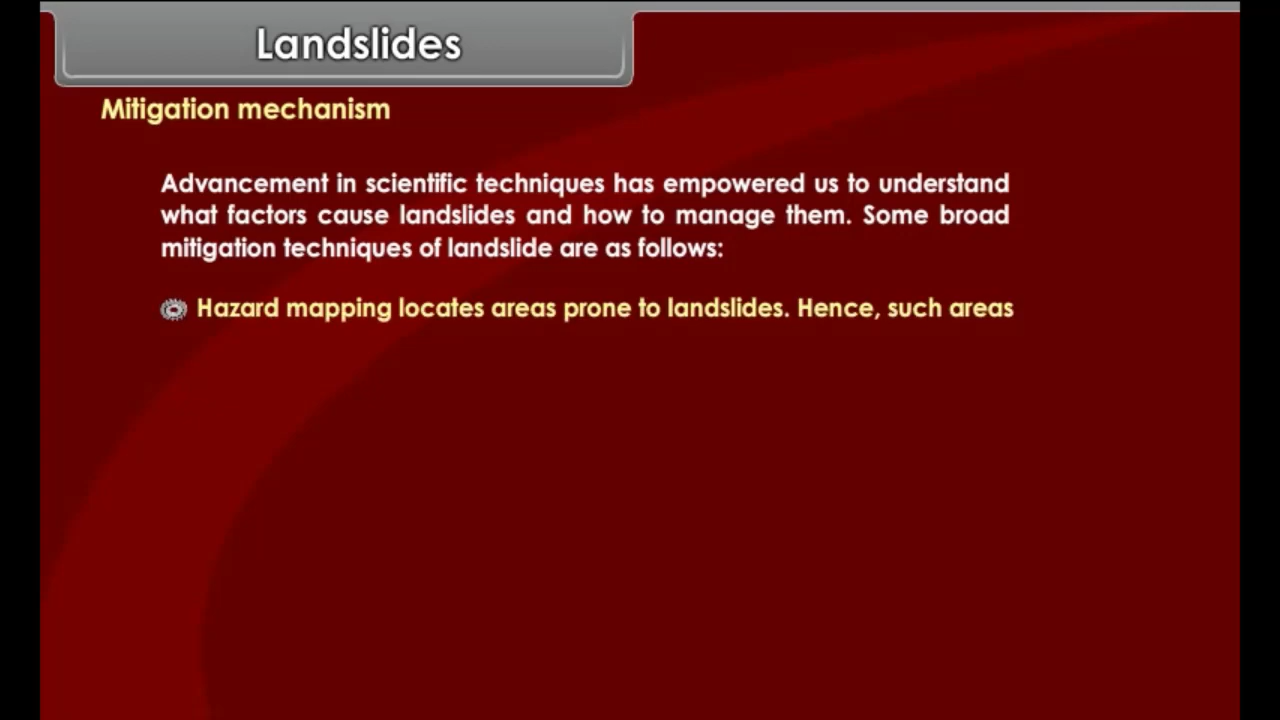 Landslides
Mitigation mechanism
Advancement in scientific techniques has empowered us to understand
what factors cause landslides and how to manage them. Some broad
mitigation techniques of landslide are as follows:
Hazard mapping locates areas prone to landslides. Hence, such areas